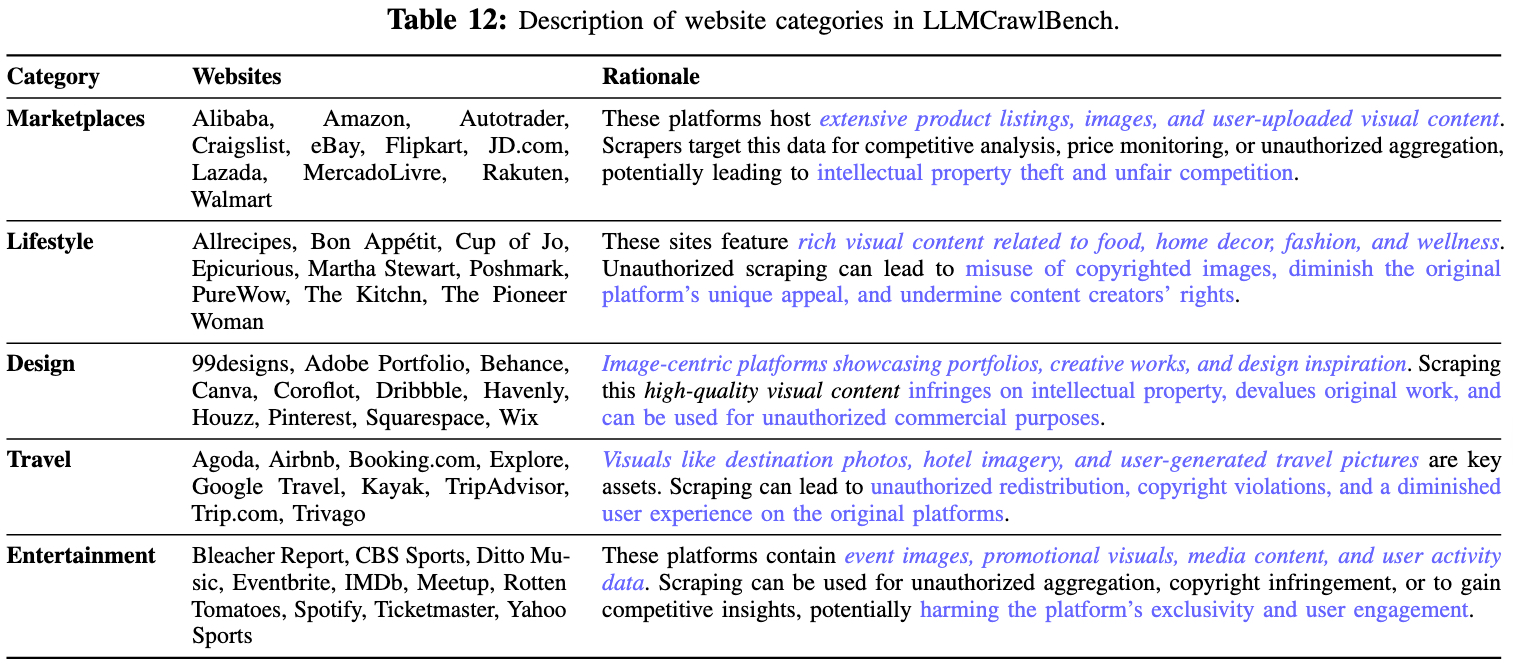 Table 12: Description of website categories in LLMCrawlBench.
Category Websites Rationale
Marketplaces
Alibaba, Amazon, Autotrader,
Craigslist, eBay, Flipkart, JD.com,
Lazada, MercadoLivre, Rakuten,
Walmart
These platforms host extensive product listings, images, and user-uploaded visual content.
Scrapers target this data for competitive analysis, price monitoring, or unauthorized aggregation,
potentially leading to intellectual property theft and unfair competition.
Lifestyle
Allrecipes, Bon Appétit, Cup of Jo,
Epicurious, Martha Stewart, Poshmark,
PureWow, The Kitchn, The Pioneer
Woman
These sites feature rich visual content related to food, home decor, fashion, and wellness.
Unauthorized scraping can lead to misuse of copyrighted images, diminish the original
platform's unique appeal, and undermine content creators' rights.
Design
99designs, Adobe Portfolio, Behance,
Canva, Coroflot, Dribbble, Havenly,
Houzz, Pinterest, Squarespace, Wix
Image-centric platforms showcasing portfolios, creative works, and design inspiration. Scraping
this high-quality visual content infringes on intellectual property, devalues original work, and
can be used for unauthorized commercial purposes.
Travel
Agoda, Airbnb, Booking.com, Explore,
Google Travel, Kayak, TripAdvisor,
Trip.com, Trivago
Visuals like destination photos, hotel imagery, and user-generated travel pictures are key
assets. Scraping can lead to unauthorized redistribution, copyright violations, and a diminished
user experience on the original platforms.
Entertainment
Bleacher Report, CBS Sports, Ditto Mu-
sic, Eventbrite, IMDb, Meetup, Rotten
Tomatoes, Spotify, Ticketmaster, Yahoo
Sports
These platforms contain event images, promotional visuals, media content, and user activity
data. Scraping can be used for unauthorized aggregation, copyright infringement, or to gain
competitive insights, potentially harming the platform's exclusivity and user engagement.